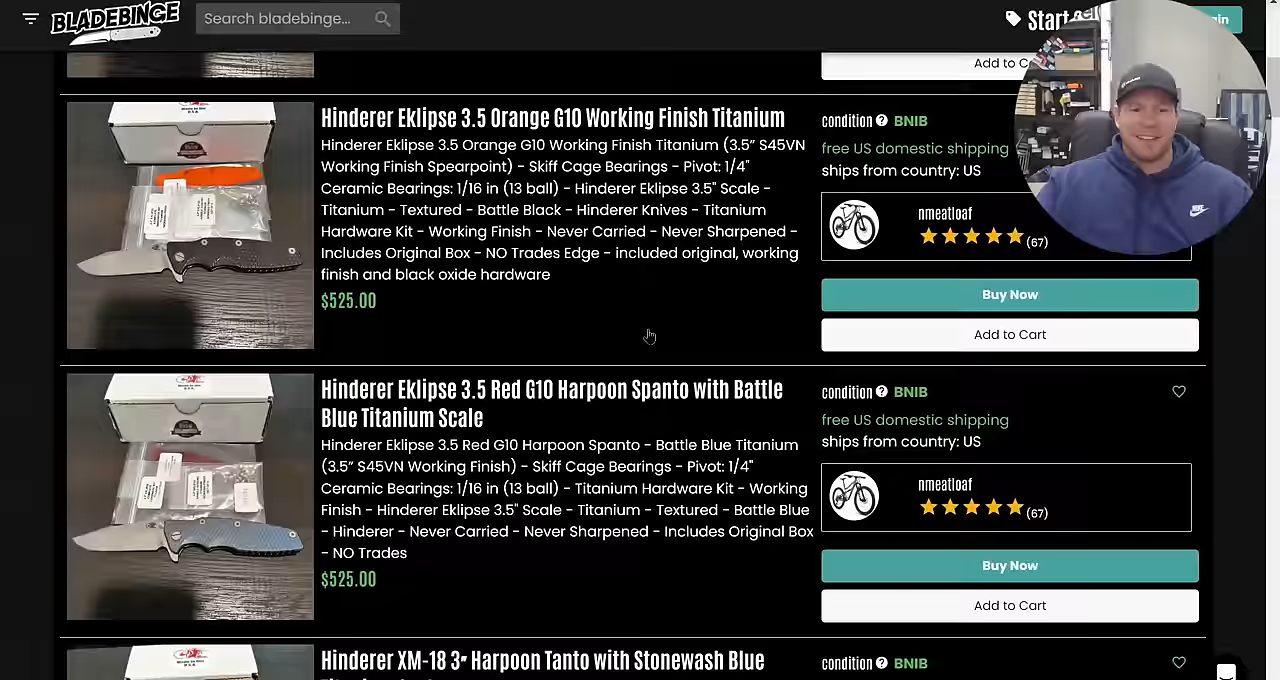 BLADEBINGE
Search bladebinge...
Start
Add to C
Hinderer Eklipse 3.5 Orange G10 Working Finish Titanium
Hinderer Eklipse 3.5 Orange G10 Working Finish Titanium (3.5” S45VN
Working Finish Spearpoint) - Skiff Cage Bearings - Pivot: 1/4"
Ceramic Bearings: 1/16 in (13 ball) - Hinderer Eklipse 3.5" Scale -
Titanium - Textured - Battle Black - Hinderer Knives - Titanium
Hardware Kit - Working Finish - Never Carried - Never Sharpened -
Includes Original Box - NO Trades Edge - included original, working
finish and black oxide hardware
$525.00
condition ? BNIB
free US domestic shipping
ships from country: US
nmeatloaf
(67)
Buy Now
Add to Cart
Hinderer Eklipse 3.5 Red G10 Harpoon Spanto with Battle
Blue Titanium Scale
Hinderer Eklipse 3.5 Red G10 Harpoon Spanto - Battle Blue Titanium
(3.5” S45VN Working Finish) - Skiff Cage Bearings - Pivot: 1/4"
Ceramic Bearings: 1/16 in (13 ball) - Titanium Hardware Kit - Working
Finish - Hinderer Eklipse 3.5" Scale - Titanium - Textured - Battle Blue
- Hinderer - Never Carried - Never Sharpened - Includes Original Box
- NO Trades
$525.00
condition ? BNIB
free US domestic shipping
ships from country: US
nmeatloaf
(67)
Buy Now
Add to Cart
Hinderer XM-18 3" Harpoon Tanto with Stonewash Blue
condition ? BNIB